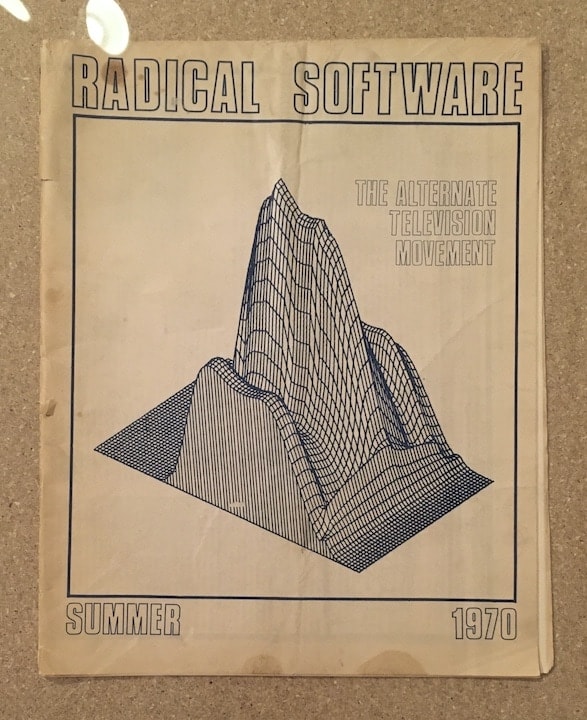 RADICAL SOFTWARE
THE ALTERNATE
TELEVISION
MOVEMENT
SUMMER 1970